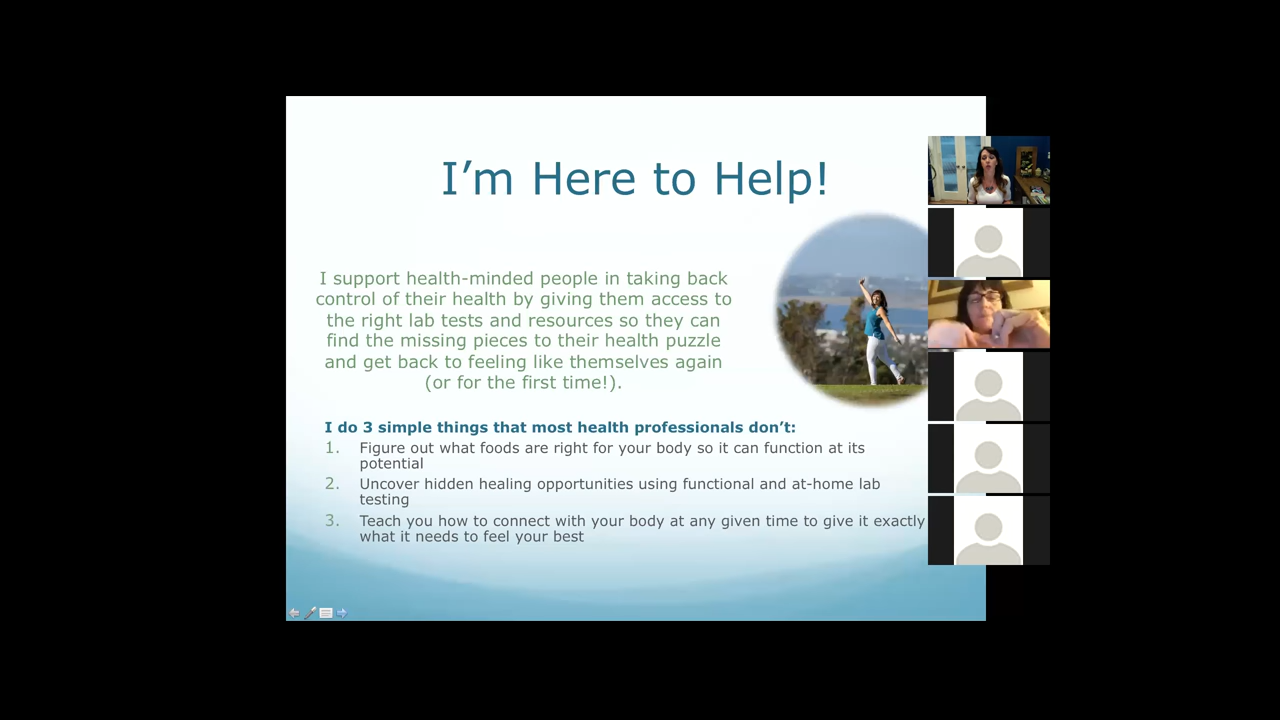 I’m Here to Help!
I support health-minded people in taking back
control of their health by giving them access to
the right lab tests and resources so they can
find the missing pieces to their health puzzle
and get back to feeling like themselves again
(or for the first time!).
I do 3 simple things that most health professionals don’t:
1. Figure out what foods are right for your body so it can function at its
potential
2. Uncover hidden healing opportunities using functional and at-home lab
testing
3. Teach you how to connect with your body at any given time to give it exactly
what it needs to feel your best